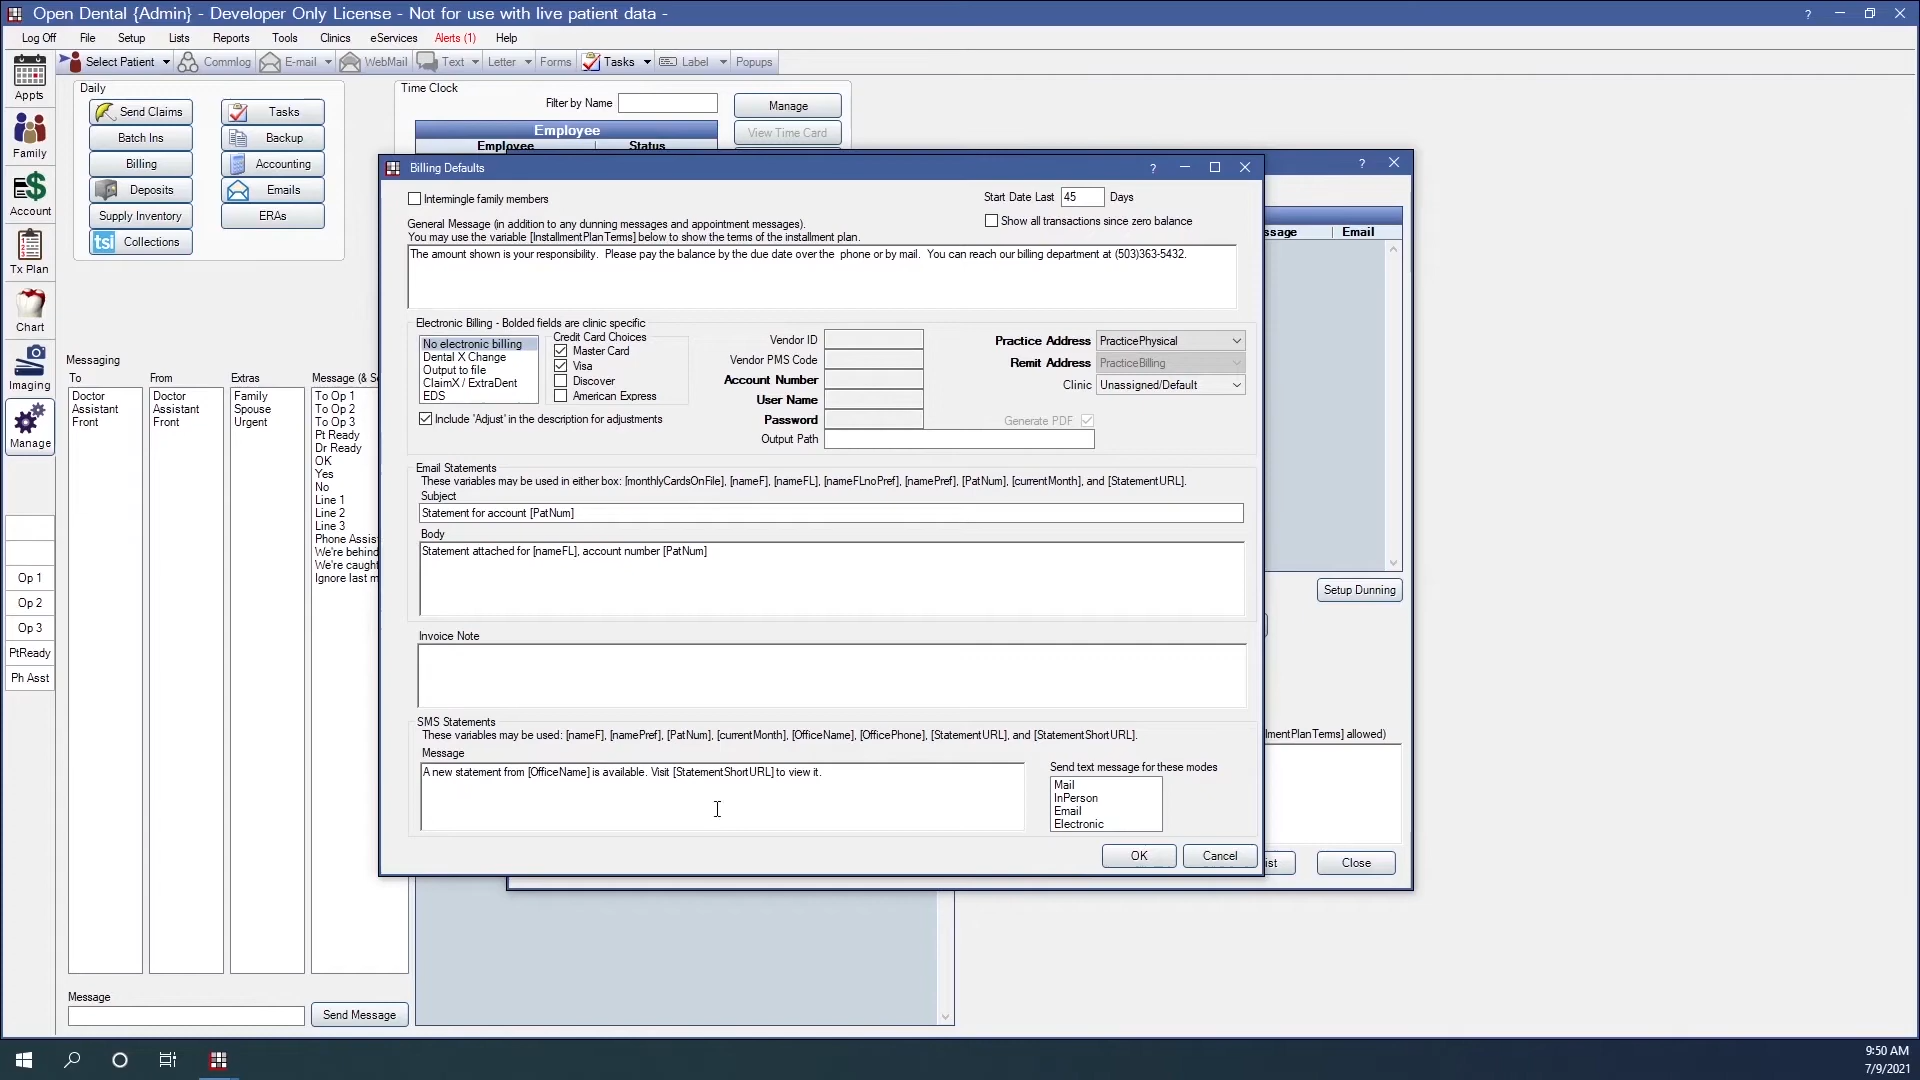 Open Dental {Admin} - Developer Only License - Not for use with live patient data -
Log Off File Setup Lists Reports Tools Clinics eServices Alerts (1) Help
Select Patient Commlog E-mail WebMail Text Letter Forms Tasks Label Popups
Appts
Family
Account
Tx Plan
Chart
Imaging
Manage
Op 1
Op 2
Op 3
PtReady
Ph Asst
Daily
Send Claims Tasks
Batch Ins Backup
Billing Accounting
Deposits Emails
Supply Inventory ERAs
tsi Collections
Time Clock
Filter by Name
Manage
View Time Card
Employee
Employee Status
Messaging
To From Extras Message (& S
Doctor
Assistant
Front
Doctor
Assistant
Front
Family
Spouse
Urgent
To Op 1
To Op 2
To Op 3
Pt Ready
Dr Ready
OK
Yes
No
Line 1
Line 2
Line 3
Phone Assis
We're behind
We're caught
Ignore last m
Message
Send Message
Billing Defaults
Intermingle family members
Start Date Last 45 Days
Show all transactions since zero balance
General Message (in addition to any dunning messages and appointment messages).
You may use the variable [InstallmentPlanTerms] below to show the terms of the installment plan.
The amount shown is your responsibility. Please pay the balance by the due date over the phone or by mail. You can reach our billing department at (503)363-5432.
Electronic Billing - Bolded fields are clinic specific
No electronic billing
Dental X Change
Output to file
ClaimX / ExtraDent
EDS
Credit Card Choices
Master Card
Visa
Discover
American Express
Include 'Adjust' in the description for adjustments
Vendor ID
Vendor PMS Code
Account Number
User Name
Password
Output Path
Practice Address PracticePhysical
Remit Address PracticeBilling
Clinic Unassigned/Default
Generate PDF
Email Statements
These variables may be used in either box: [monthlyCardsOnFile], [nameF], [nameFL], [nameFLnoPref], [namePref], [PatNum], [currentMonth], and [StatementURL].
Subject
Statement for account [PatNum]
Body
Statement attached for [nameFL], account number [PatNum]
Invoice Note
SMS Statements
These variables may be used: [nameF], [namePref], [PatNum], [currentMonth], [OfficeName], [OfficePhone], [StatementURL], and [StatementShortURL].
Message
A new statement from [OfficeName] is available. Visit [StatementShortURL] to view it.
Send text message for these modes
Mail
InPerson
Email
Electronic
OK Cancel
ssage Email
Setup Dunning
lmentPlanTerms] allowed)
ist Close
9:50 AM
7/9/2021